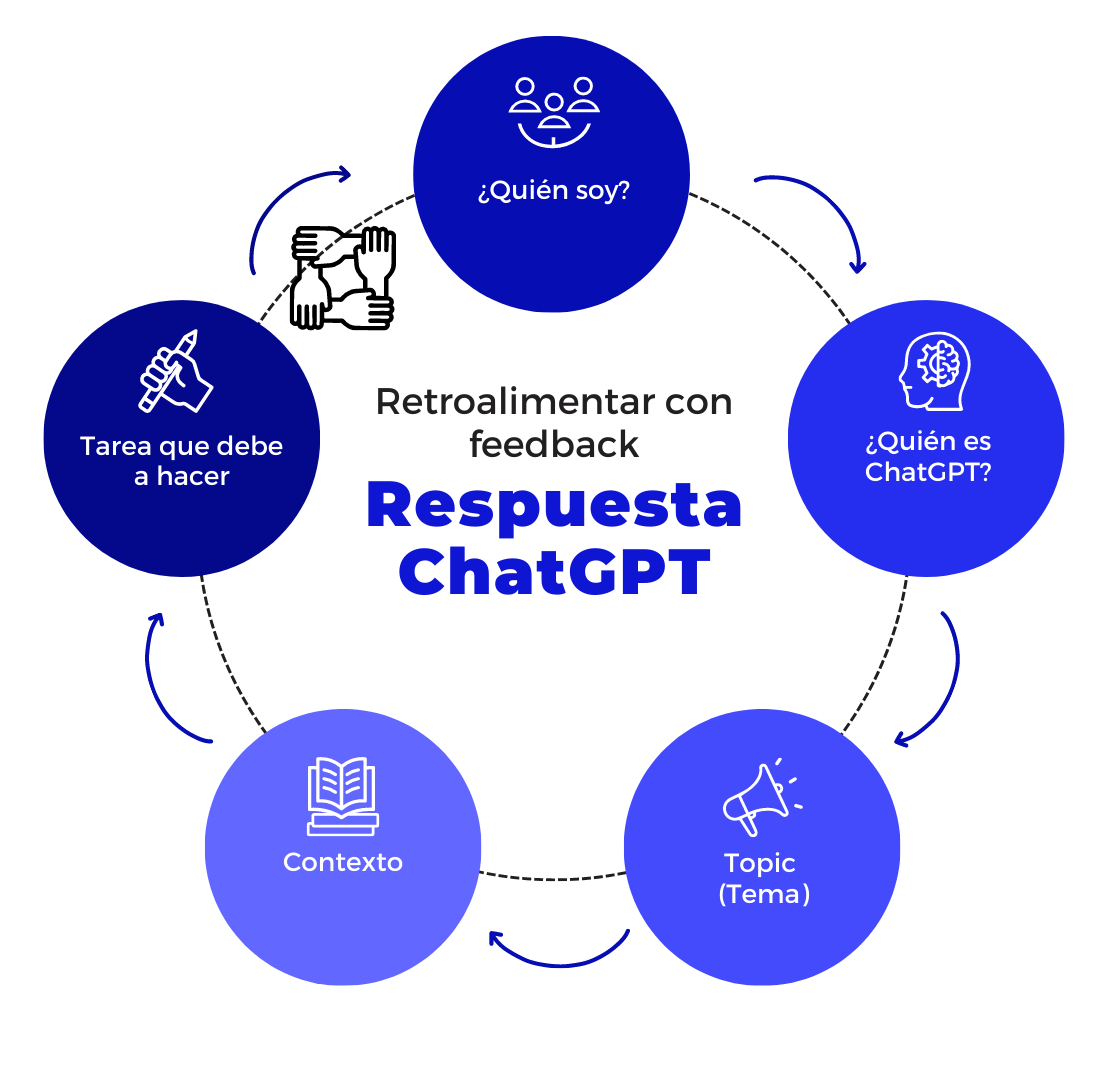 ¿Quién soy?
¿Quién es
ChatGPT?
Topic
(Tema)
Contexto
Tarea que debe
a hacer
Retroalimentar con
feedback
Respuesta
ChatGPT